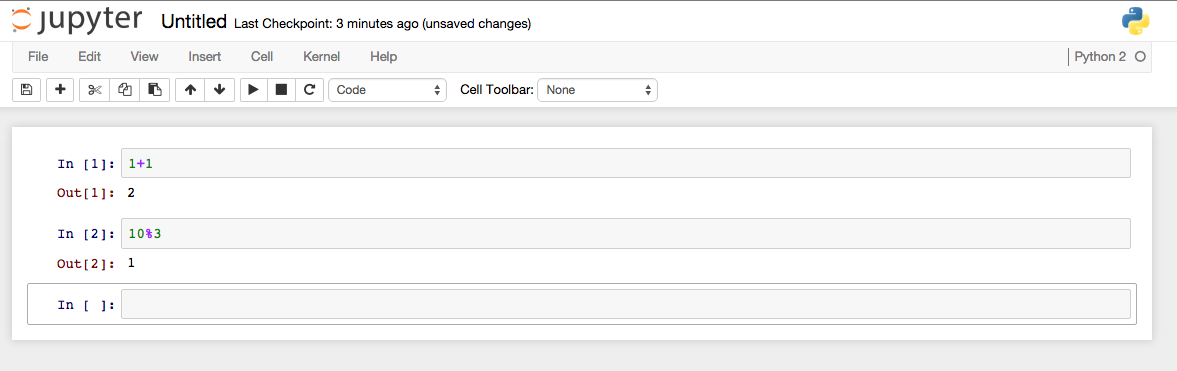 jupyter Untitled Last Checkpoint: 3 minutes ago (unsaved changes)
File Edit View Insert Cell Kernel Help Python 2
Code Cell Toolbar: None
In [1]: 1+1
Out[1]: 2
In [2]: 10%3
Out[2]: 1
In [ ]: